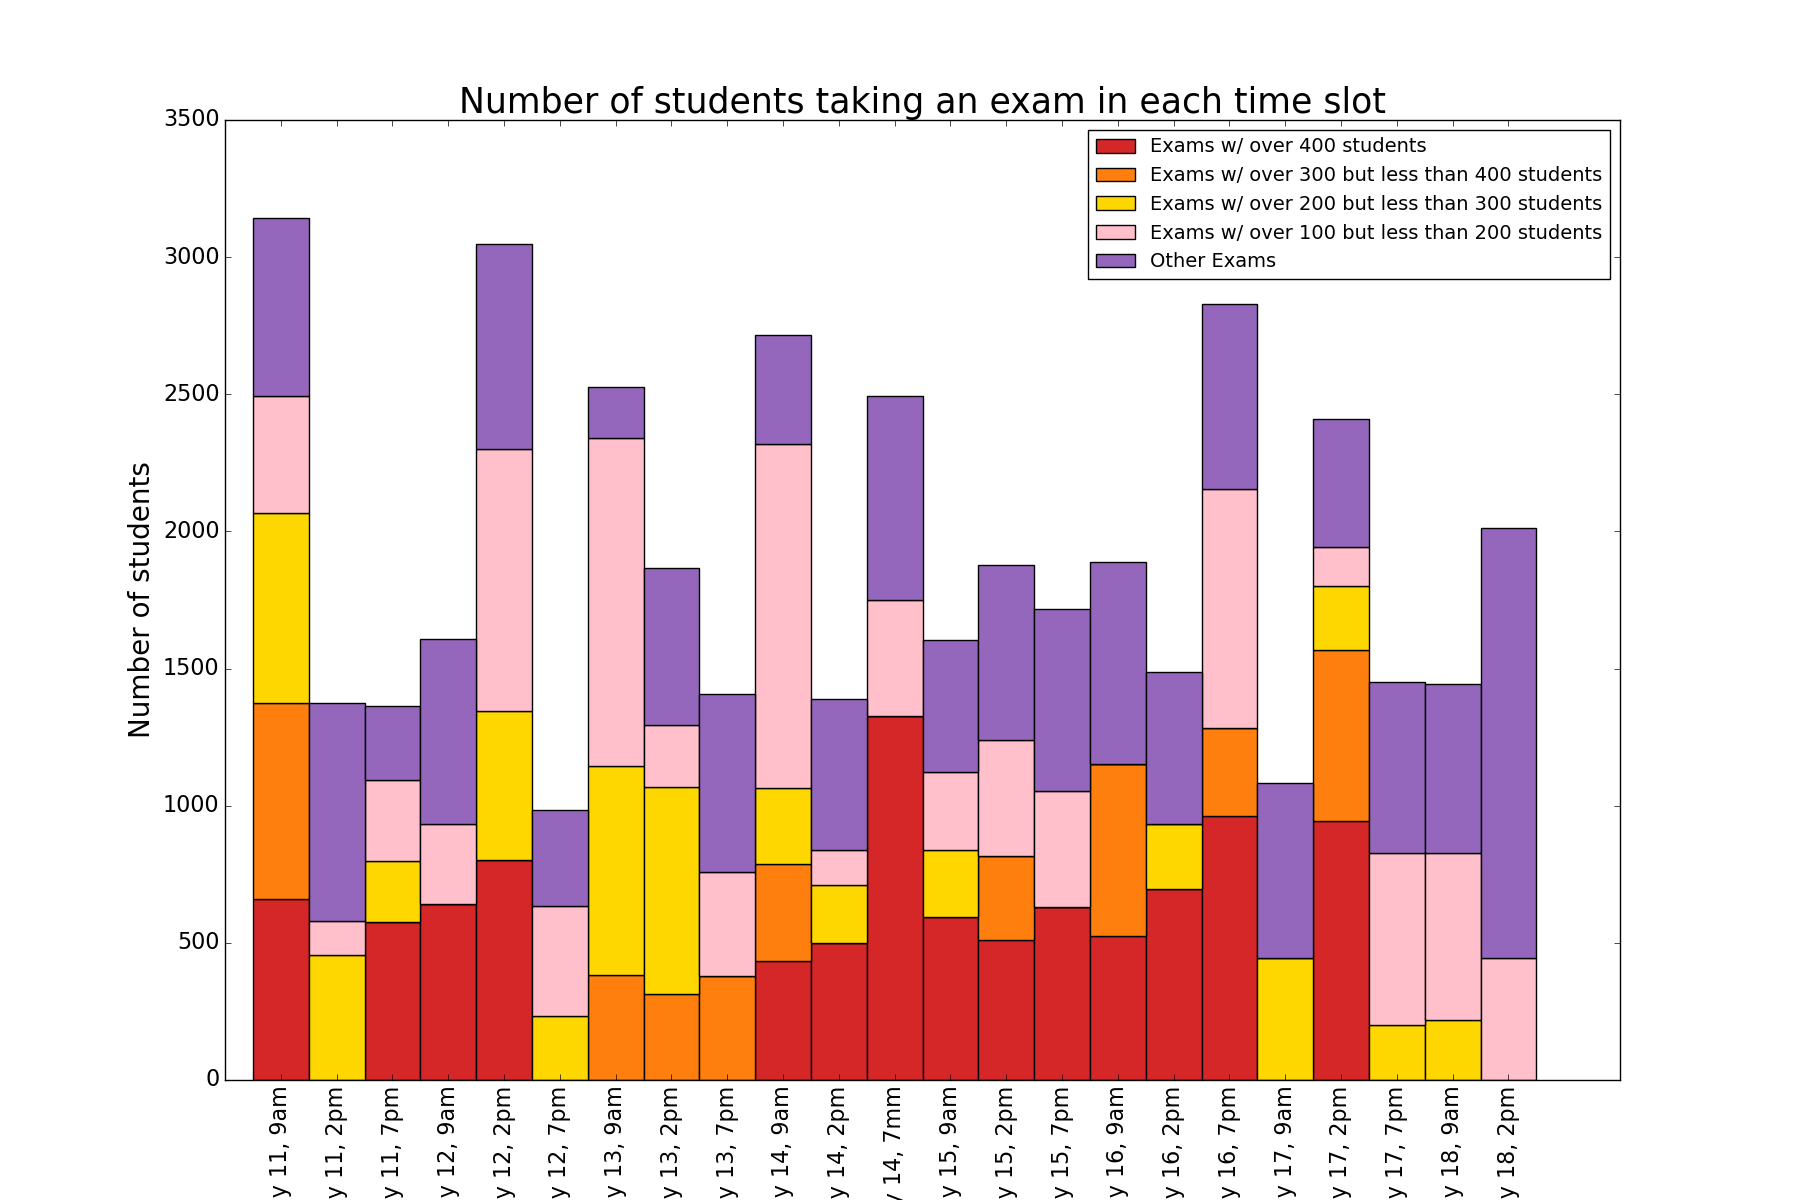 Number of students taking an exam in each time slot
3500
3000
2500
2000
1500
1000
500
0
Number of students
Exams w/ over 400 students
Exams w/ over 300 but less than 400 students
Exams w/ over 200 but less than 300 students
Exams w/ over 100 but less than 200 students
Other Exams
y 11, 9am
y 11, 2pm
y 11, 7pm
y 12, 9am
y 12, 2pm
y 12, 7pm
y 13, 9am
y 13, 2pm
y 13, 7pm
y 14, 9am
y 14, 2pm
y 14, 7mm
y 15, 9am
y 15, 2pm
y 15, 7pm
y 16, 9am
y 16, 2pm
y 16, 7pm
y 17, 9am
y 17, 2pm
y 17, 7pm
y 18, 9am
y 18, 2pm